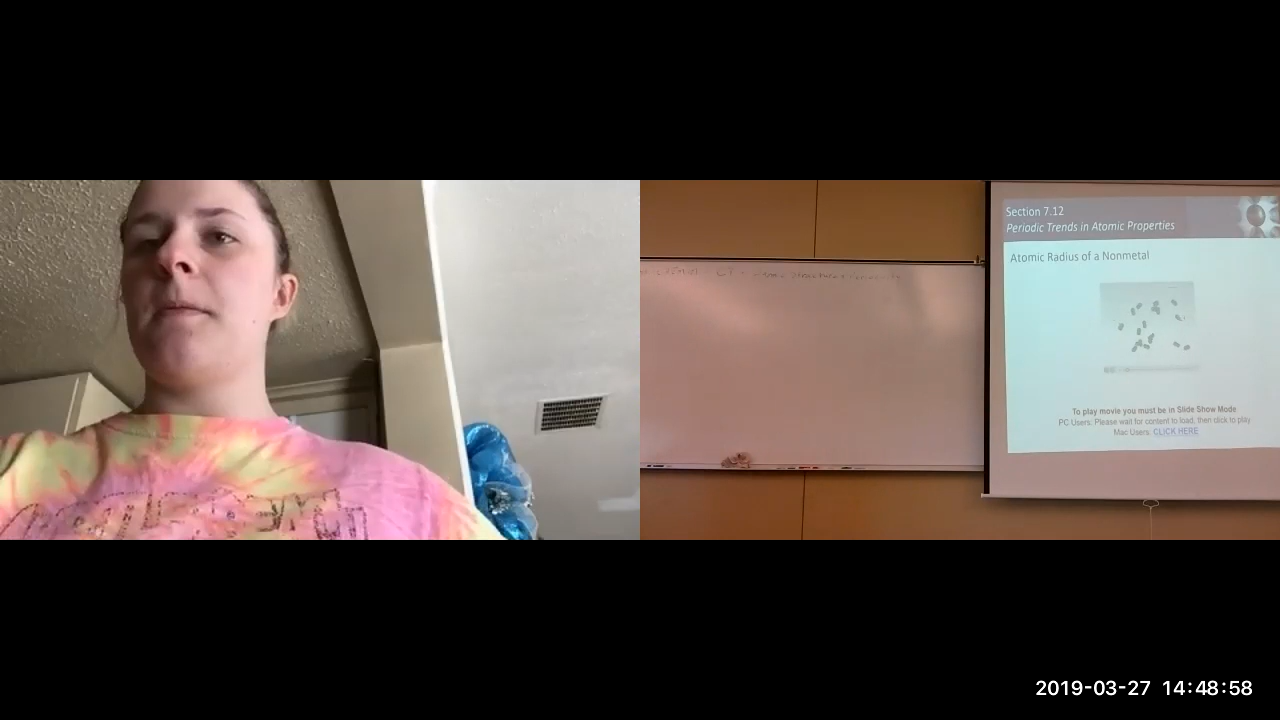 Section 7.12
Periodic Trends in Atomic Properties
Atomic Radius of a Nonmetal
To play movie you must be in Slide Show Mode
PC Users: Please wait for content to load, then click to play
Mac Users: CLICK HERE
2019-03-27 14:48:58